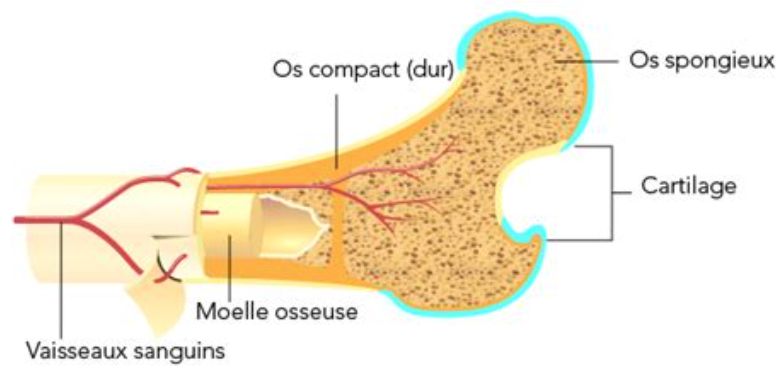 Os compact (dur)
Os spongieux
Cartilage
Moelle osseuse
Vaisseaux sanguins